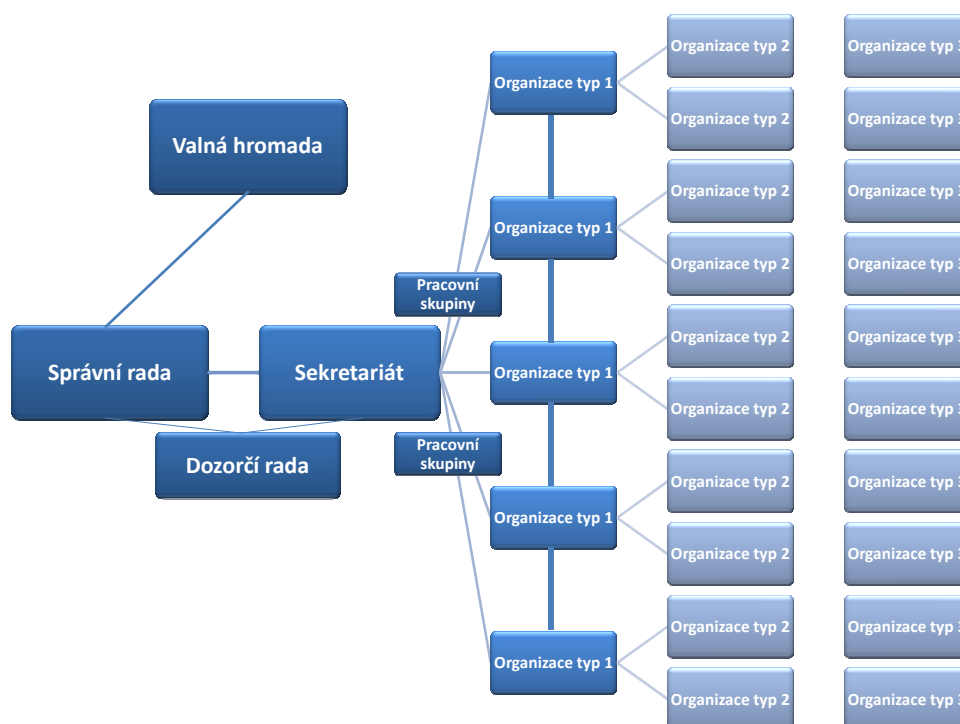 Valná hromada
Správní rada
Sekretariát
Dozorčí rada
Pracovní
skupiny
Pracovní
skupiny
Organizace typ 1
Organizace typ 1
Organizace typ 1
Organizace typ 1
Organizace typ 1
Organizace typ 2
Organizace typ 2
Organizace typ 2
Organizace typ 2
Organizace typ 2
Organizace typ 2
Organizace typ 2
Organizace typ 2
Organizace typ 2
Organizace typ 2
Organizace typ 3
Organizace typ 3
Organizace typ 3
Organizace typ 3
Organizace typ 3
Organizace typ 3
Organizace typ 3
Organizace typ 3
Organizace typ 3
Organizace typ 3